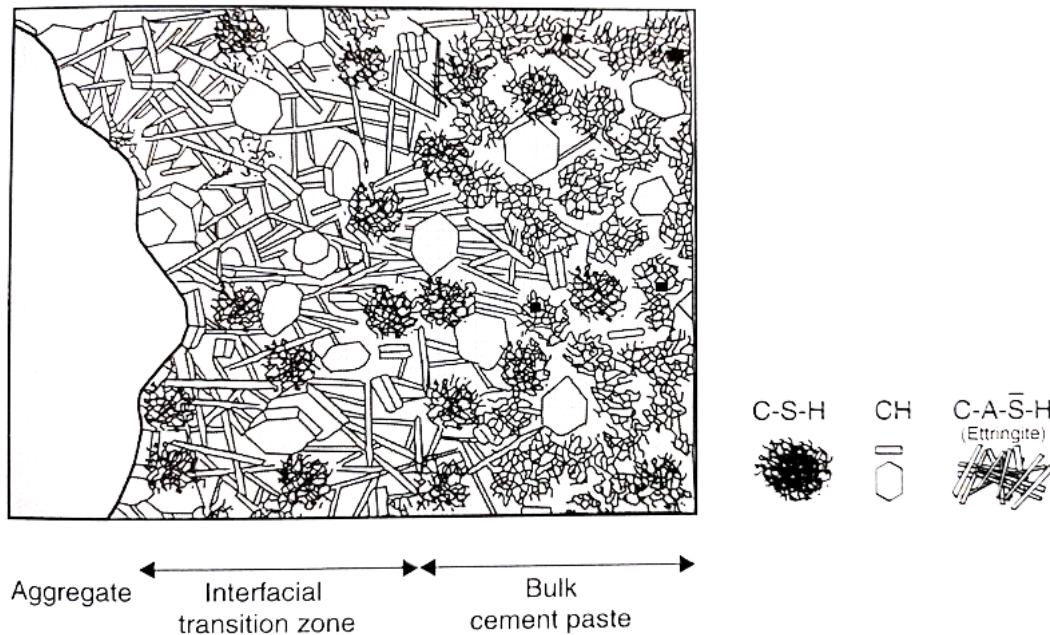 C-S-H
CH
C-A-S̄-H
(Ettringite)
Aggregate
Interfacial
transition zone
Bulk
cement paste